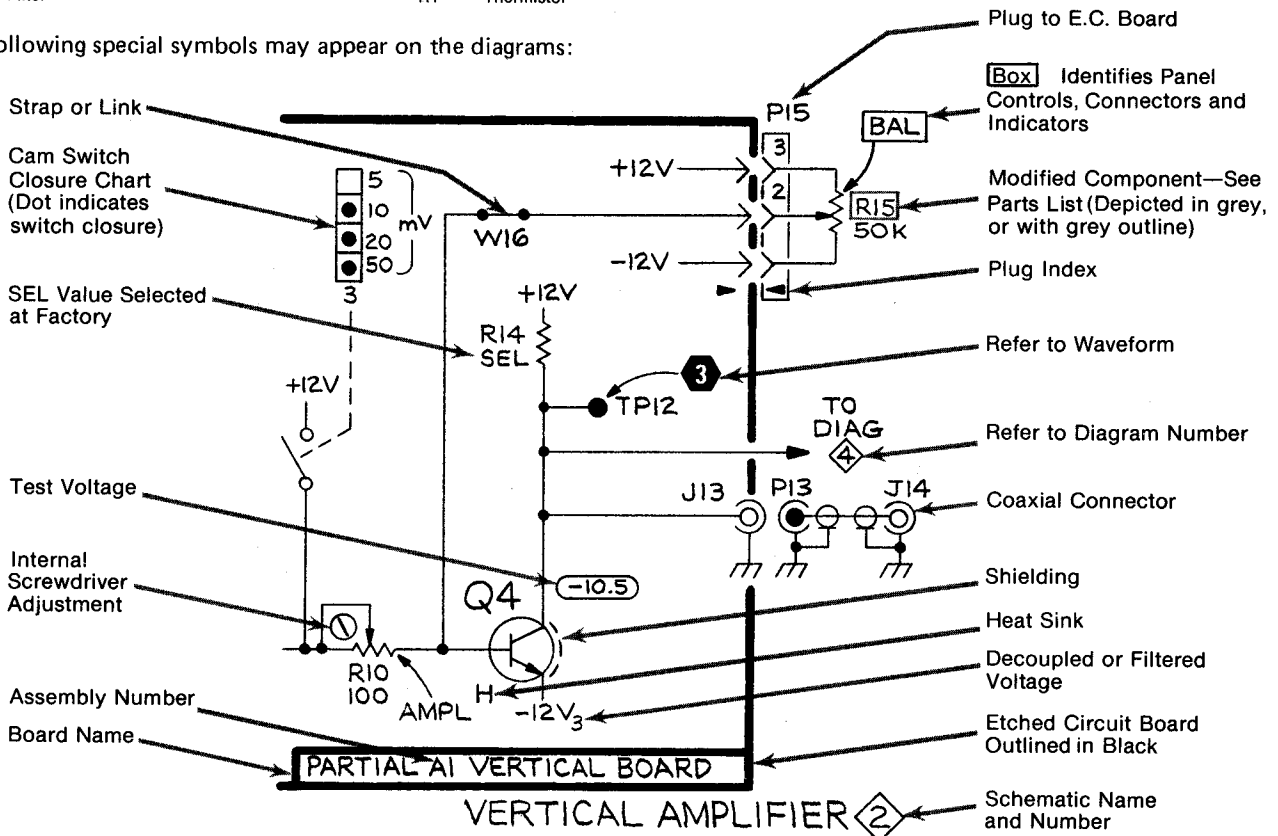 ollowing special symbols may appear on the diagrams:
Plug to E.C. Board
Box Identifies Panel
Controls, Connectors and
Indicators
Modified Component—See
Parts List (Depicted in grey,
or with grey outline)
Plug Index
Refer to Waveform
Refer to Diagram Number
Coaxial Connector
Shielding
Heat Sink
Decoupled or Filtered
Voltage
Etched Circuit Board
Outlined in Black
Schematic Name
and Number
Strap or Link
Cam Switch
Closure Chart
(Dot indicates
switch closure)
SEL Value Selected
at Factory
Test Voltage
Internal
Screwdriver
Adjustment
Assembly Number
Board Name
P15
BAL
3
+12V
2
R15
50K
-12V
5
10
20
50
mV
3
W16
+12V
R14
SEL
3
TP12
+12V
TO
DIAG
4
J13
P13
J14
-10.5
Q4
R10
100
AMPL
H
-12V3
PARTIAL A1 VERTICAL BOARD
VERTICAL AMPLIFIER 2